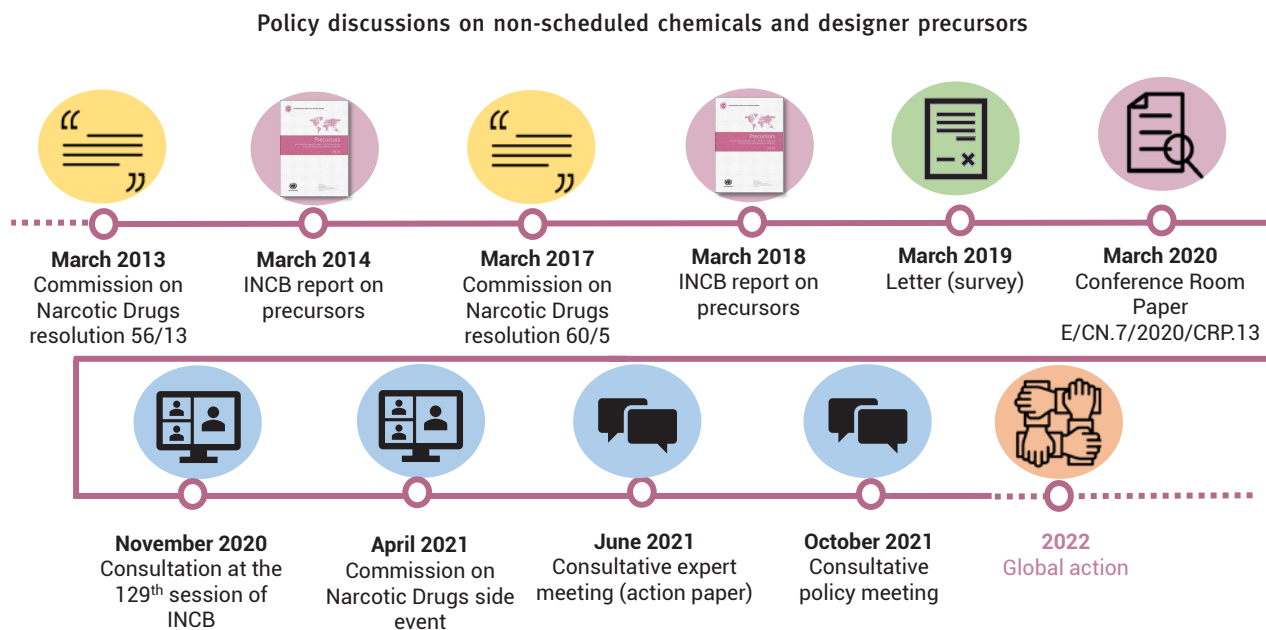 Policy discussions on non-scheduled chemicals and designer precursors
Precursors
Precursors
March 2013
Commission on
Narcotic Drugs
resolution 56/13
March 2014
INCB report on
precursors
March 2017
Commission on
Narcotic Drugs
resolution 60/5
March 2018
INCB report on
precursors
March 2019
Letter (survey)
March 2020
Conference Room
Paper
E/CN.7/2020/CRP.13
November 2020
Consultation at the
129th session of
INCB
April 2021
Commission on
Narcotic Drugs side
event
June 2021
Consultative expert
meeting (action paper)
October 2021
Consultative
policy meeting
2022
Global action